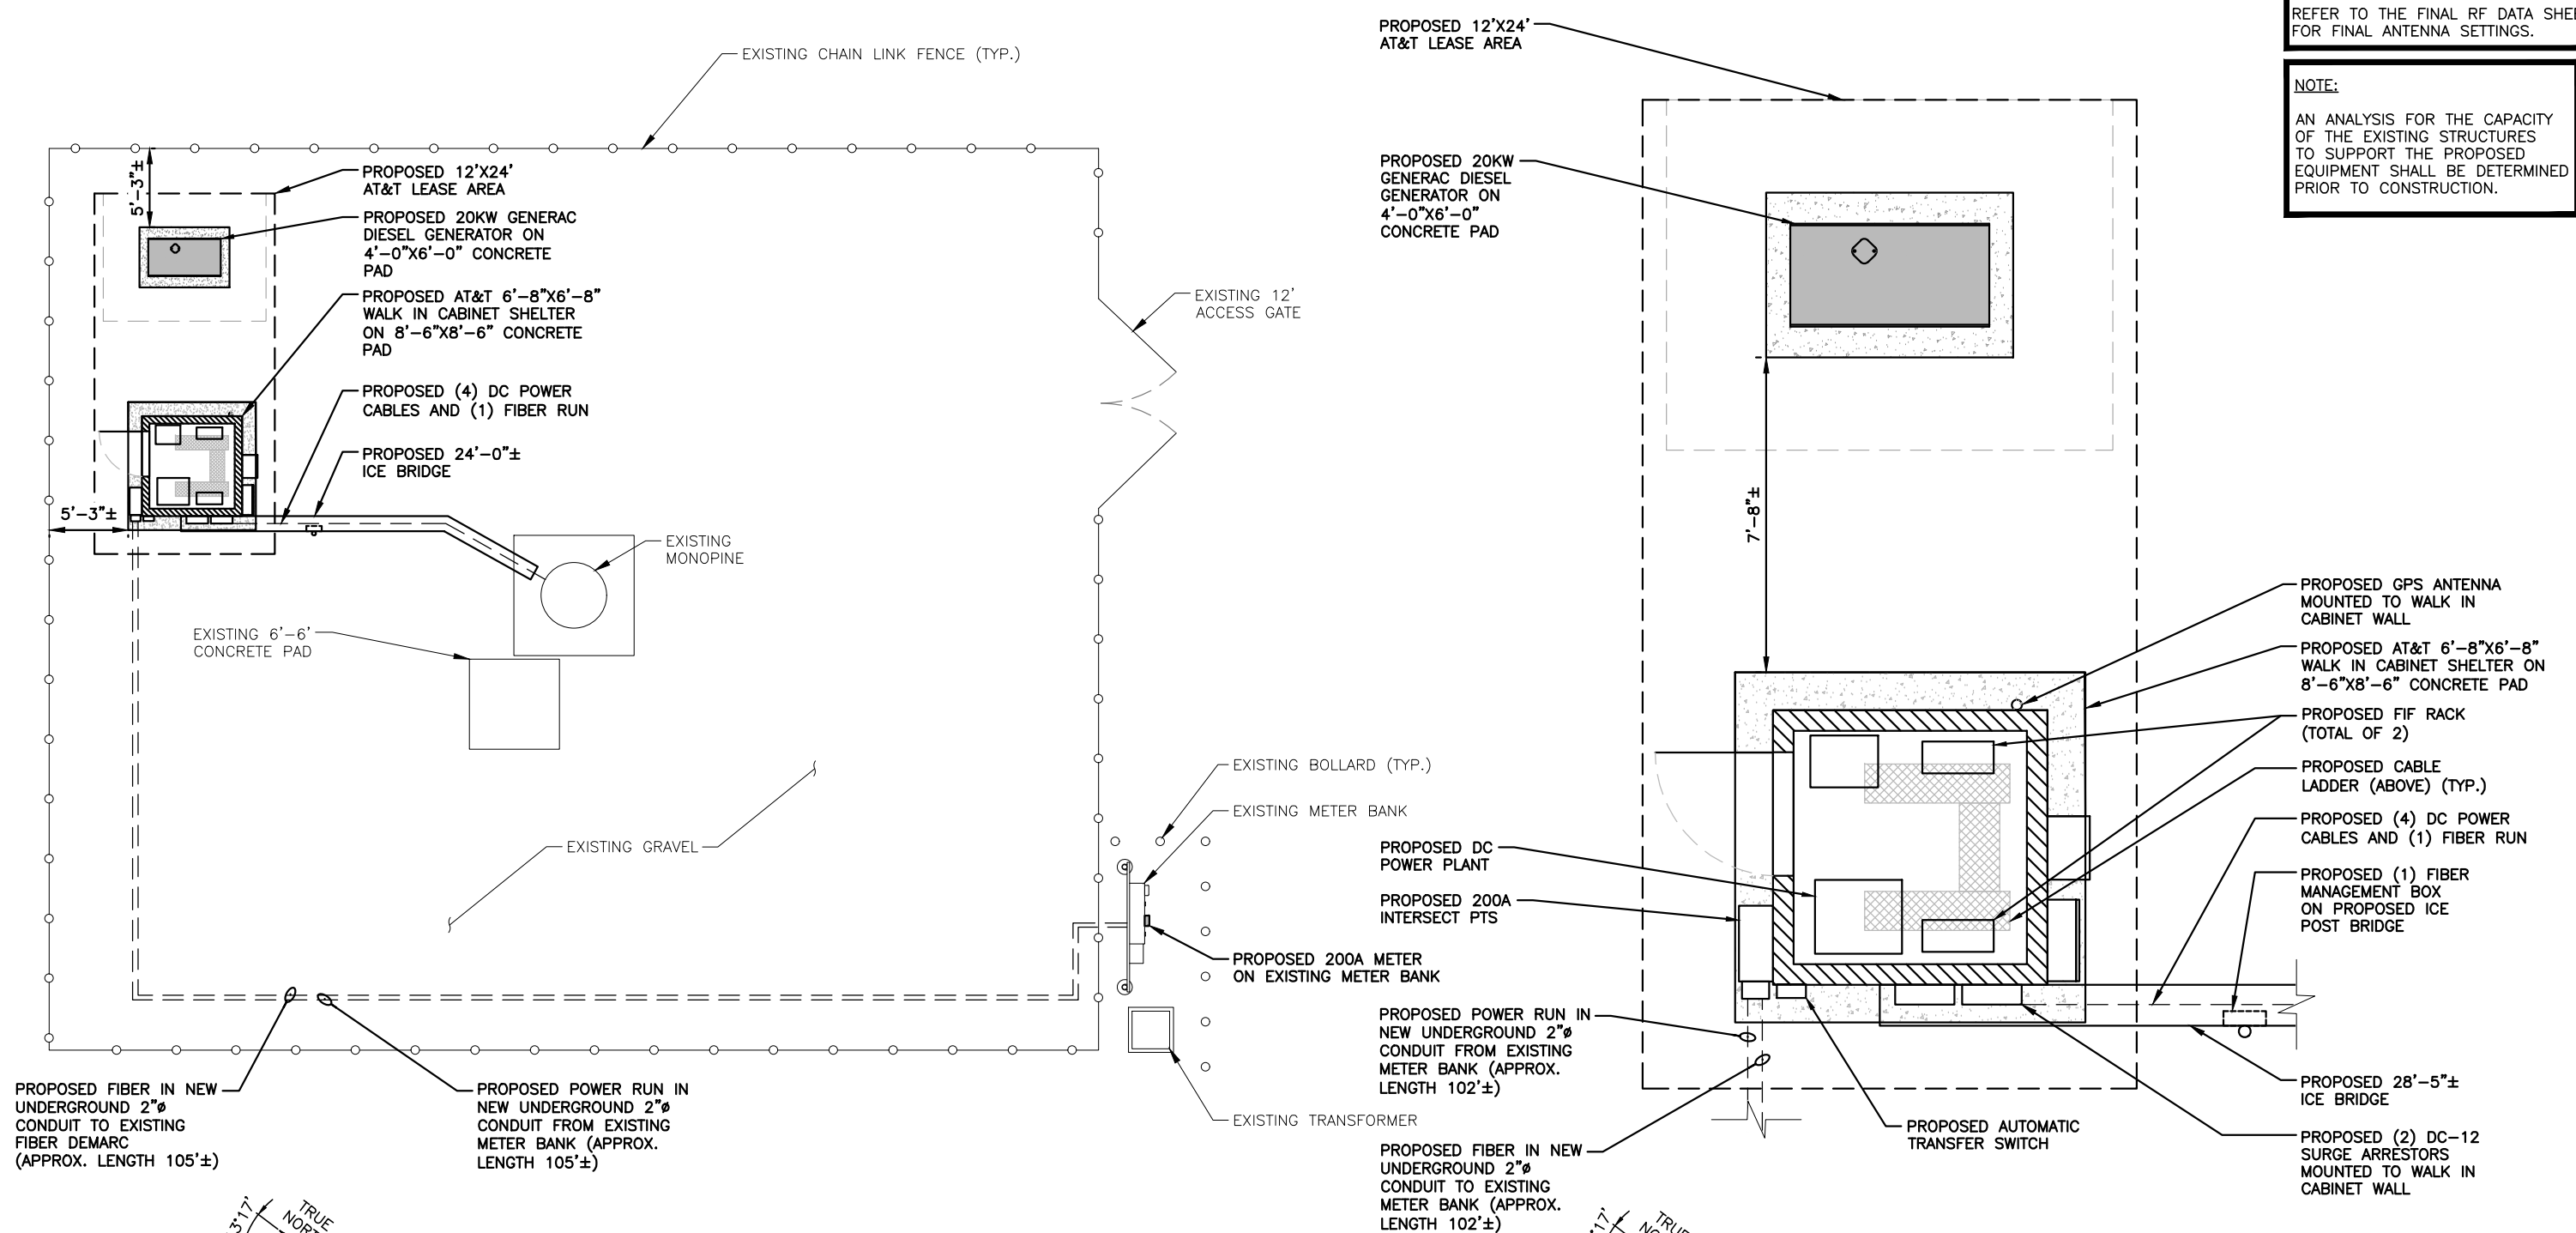 EXISTING CHAIN LINK FENCE (TYP.)
5'-3"±
PROPOSED 12'X24'
AT&T LEASE AREA
PROPOSED 20KW GENERAC
DIESEL GENERATOR ON
4'-0"X6'-0" CONCRETE
PAD
PROPOSED AT&T 6'-8"X6'-8"
WALK IN CABINET SHELTER
ON 8'-6"X8'-6" CONCRETE
PAD
PROPOSED (4) DC POWER
CABLES AND (1) FIBER RUN
PROPOSED 24'-0"±
ICE BRIDGE
5'-3"±
EXISTING 12'
ACCESS GATE
EXISTING
MONOPINE
EXISTING 6'-6'
CONCRETE PAD
EXISTING GRAVEL
EXISTING BOLLARD (TYP.)
EXISTING METER BANK
PROPOSED 200A METER
ON EXISTING METER BANK
EXISTING TRANSFORMER
PROPOSED FIBER IN NEW
UNDERGROUND 2"ø
CONDUIT TO EXISTING
FIBER DEMARC
(APPROX. LENGTH 105'±)
PROPOSED POWER RUN IN
NEW UNDERGROUND 2"ø
CONDUIT FROM EXISTING
METER BANK (APPROX.
LENGTH 105'±)
3°17'
TRUE
PROPOSED 12'X24'
AT&T LEASE AREA
PROPOSED 20KW
GENERAC DIESEL
GENERATOR ON
4'-0"X6'-0"
CONCRETE PAD
7'-8"±
PROPOSED DC
POWER PLANT
PROPOSED 200A
INTERSECT PTS
PROPOSED POWER RUN IN
NEW UNDERGROUND 2"ø
CONDUIT FROM EXISTING
METER BANK (APPROX.
LENGTH 102'±)
PROPOSED FIBER IN NEW
UNDERGROUND 2"ø
CONDUIT TO EXISTING
METER BANK (APPROX.
LENGTH 102'±)
PROPOSED AUTOMATIC
TRANSFER SWITCH
PROPOSED GPS ANTENNA
MOUNTED TO WALK IN
CABINET WALL
PROPOSED AT&T 6'-8"X6'-8"
WALK IN CABINET SHELTER ON
8'-6"X8'-6" CONCRETE PAD
PROPOSED FIF RACK
(TOTAL OF 2)
PROPOSED CABLE
LADDER (ABOVE) (TYP.)
PROPOSED (4) DC POWER
CABLES AND (1) FIBER RUN
PROPOSED (1) FIBER
MANAGEMENT BOX
ON PROPOSED ICE
POST BRIDGE
PROPOSED 28'-5"±
ICE BRIDGE
PROPOSED (2) DC-12
SURGE ARRESTORS
MOUNTED TO WALK IN
CABINET WALL
REFER TO THE FINAL RF DATA
FOR FINAL ANTENNA SETTINGS.
NOTE:
AN ANALYSIS FOR THE CAPACITY
OF THE EXISTING STRUCTURES
TO SUPPORT THE PROPOSED
EQUIPMENT SHALL BE DETERMINED
PRIOR TO CONSTRUCTION.